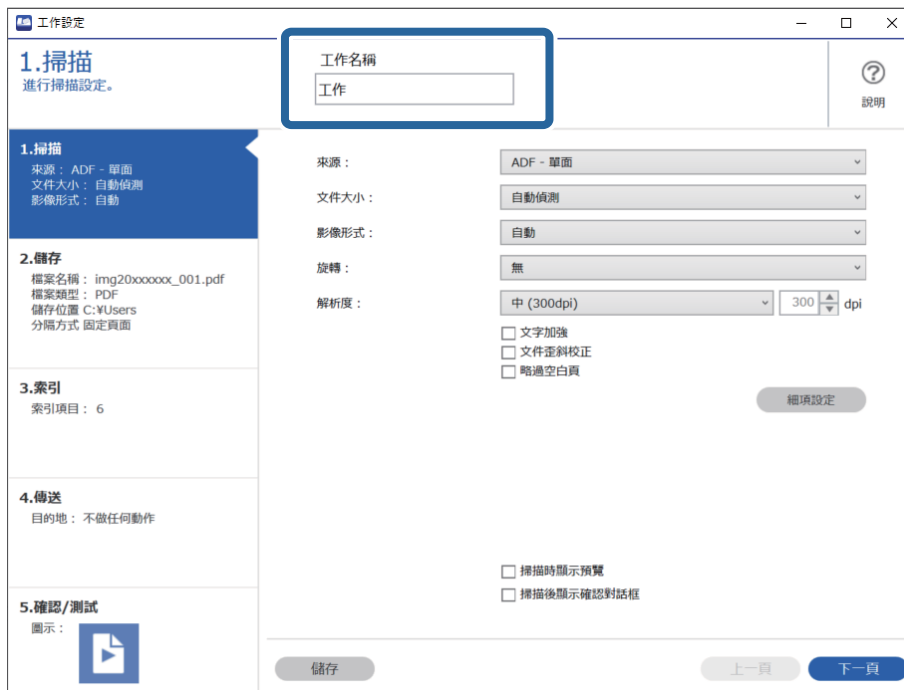 工作設定
1.掃描
進行掃描設定。
工作名稱
工作
說明
1.掃描
來源： ADF - 單面
文件大小： 自動偵測
影像形式： 自動
2.儲存
檔案名稱： img20xxxxxx_001.pdf
檔案類型： PDF
儲存位置 C:¥Users
分隔方式 固定頁面
3.索引
索引項目： 6
4.傳送
目的地： 不做任何動作
5.確認/測試
圖示：
來源： ADF - 單面
文件大小： 自動偵測
影像形式： 自動
旋轉： 無
解析度： 中 (300dpi) 300 dpi
文字加強
文件歪斜校正
略過空白頁
細項設定
掃描時顯示預覽
掃描後顯示確認對話框
儲存 上一頁 下一頁